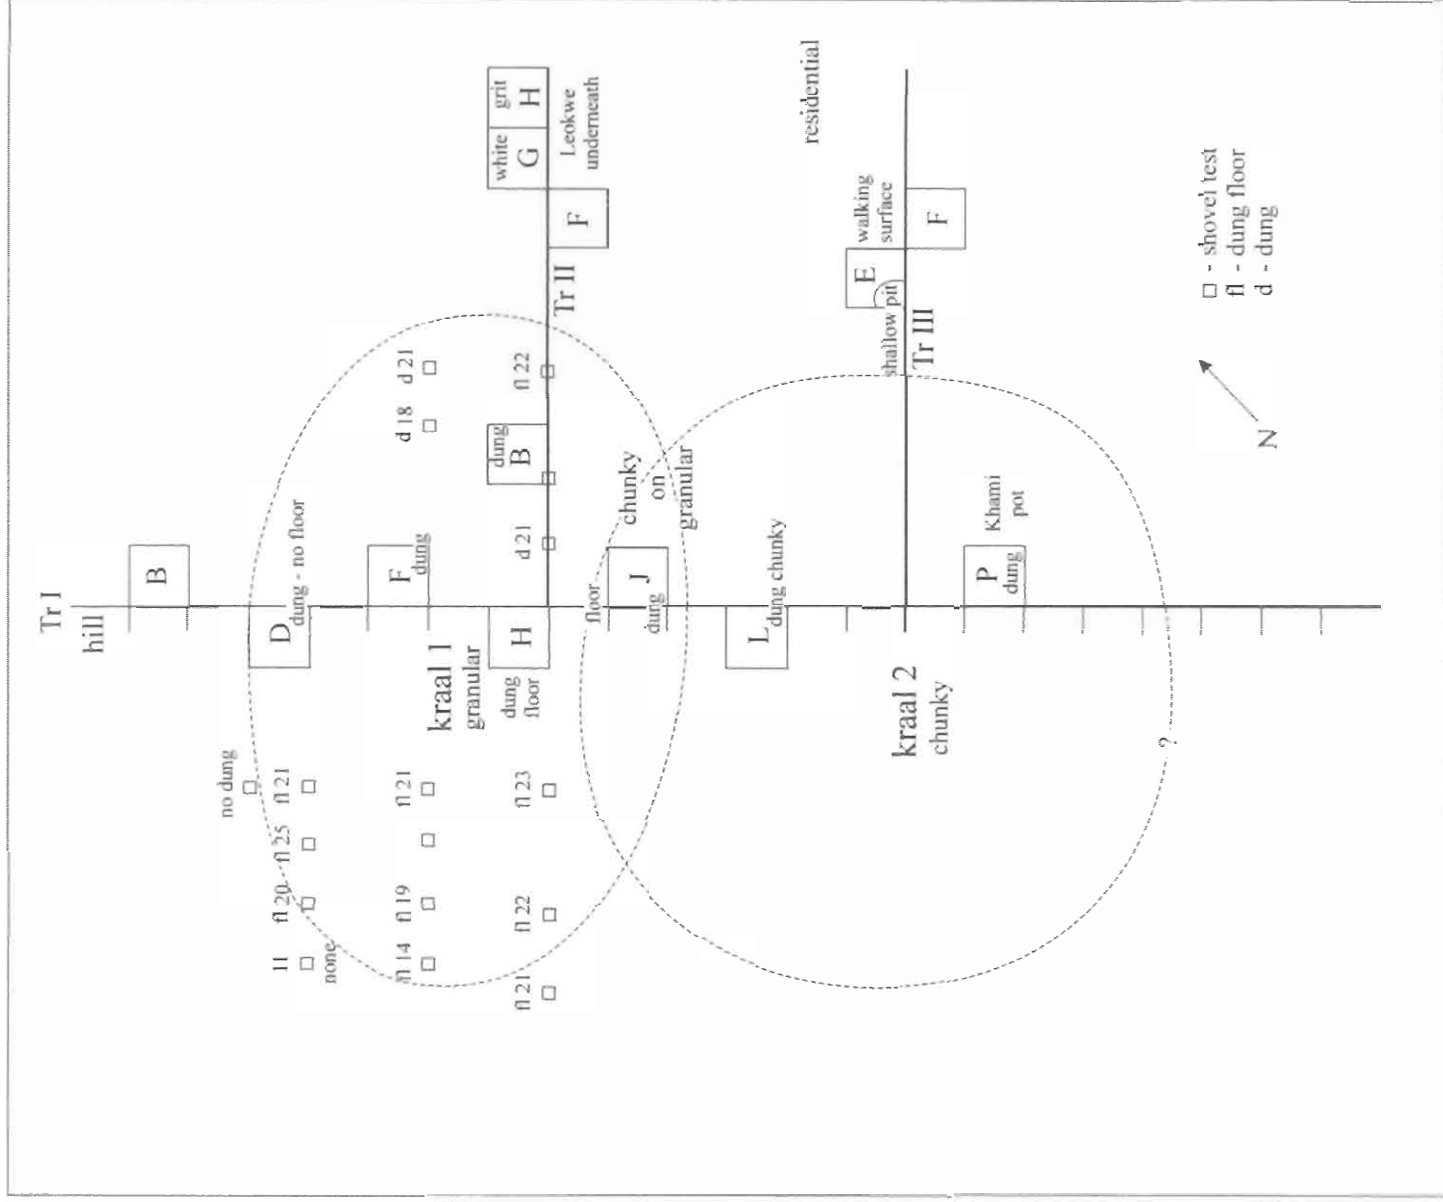 Tr I
hill
B
D
dung - no floor
F
dung
kraal 1
granular
H
dung
floor
no dung
fl 21
fl 25
fl 20
11
none
fl 21
fl 19
fl 14
fl 23
fl 22
fl 21
d 21
d 18
fl 22
dung
B
d 21
Tr II
F
white
G
grit
H
Leokwe
underneath
floor
J
dung
chunky
on
granular
L
dung chunky
kraal 2
chunky
?
P
dung
Khami
pot
Tr III
shallow pit
E
walking
surface
F
residential
□ - shovel test
fl - dung floor
d - dung
N